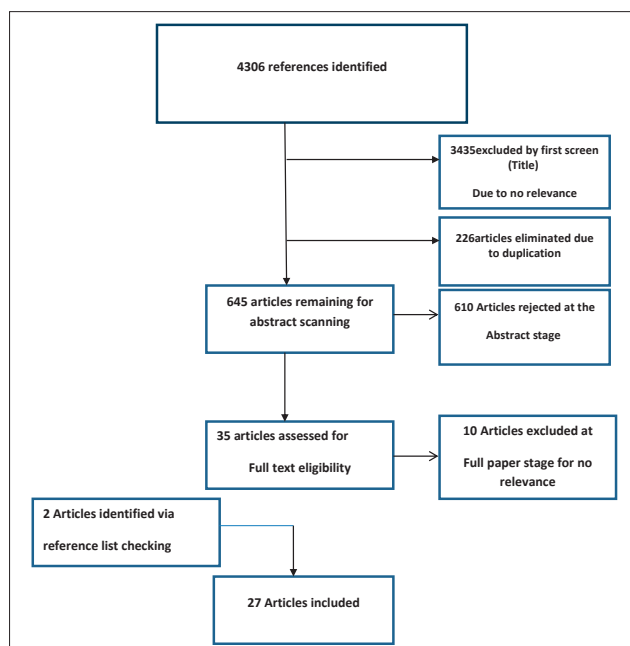 4306 references identified
3435excluded by first screen
(Title)
Due to no relevance
226articles eliminated due
to duplication
645 articles remaining for
abstract scanning
610 Articles rejected at the
Abstract stage
35 articles assessed for
Full text eligibility
10 Articles excluded at
Full paper stage for no
relevance
2 Articles identified via
reference list checking
27 Articles included